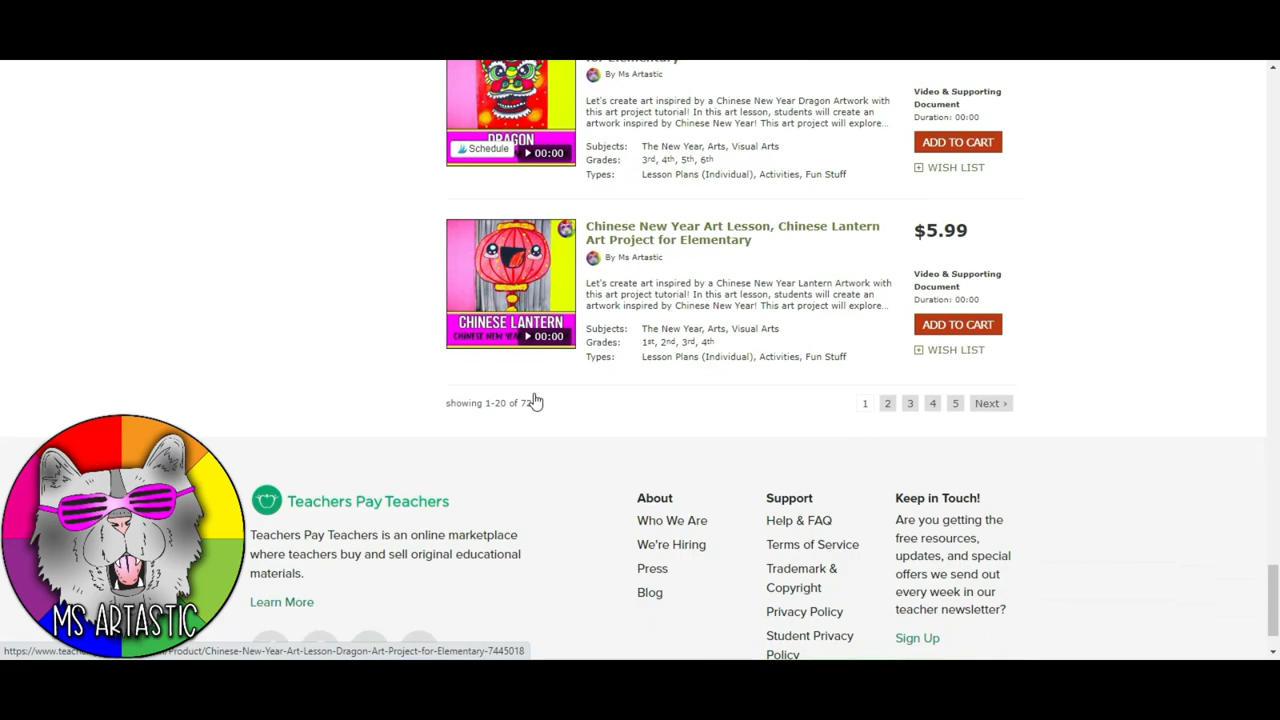 for Elementary
By Ms Artastic
Let's create art inspired by a Chinese New Year Dragon Artwork with
this art project tutorial! In this art lesson, students will create an
artwork inspired by Chinese New Year! This art project will explore...
Subjects: The New Year, Arts, Visual Arts
Grades: 3rd, 4th, 5th, 6th
Types: Lesson Plans (Individual), Activities, Fun Stuff
Video & Supporting
Document
Duration: 00:00
ADD TO CART
WISH LIST
DRAGON
Schedule
00:00
CHINESE LANTERN
CHINESE NEW
00:00
Chinese New Year Art Lesson, Chinese Lantern
Art Project for Elementary
By Ms Artastic
Let's create art inspired by a Chinese New Year Lantern Artwork with
this art project tutorial! In this art lesson, students will create an
artwork inspired by Chinese New Year! This art project will explore...
Subjects: The New Year, Arts, Visual Arts
Grades: 1st, 2nd, 3rd, 4th
Types: Lesson Plans (Individual), Activities, Fun Stuff
$5.99
Video & Supporting
Document
Duration: 00:00
ADD TO CART
WISH LIST
showing 1-20 of
1 2 3 4 5 Next ›
MS ARTASTIC
Teachers Pay Teachers
Teachers Pay Teachers is an online marketplace
where teachers buy and sell original educational
materials.
Learn More
About
Who We Are
We're Hiring
Press
Blog
Support
Help & FAQ
Terms of Service
Trademark &
Copyright
Privacy Policy
Student Privacy
Policy
Keep in Touch!
Are you getting the
free resources,
updates, and special
offers we send out
every week in our
teacher newsletter?
Sign Up